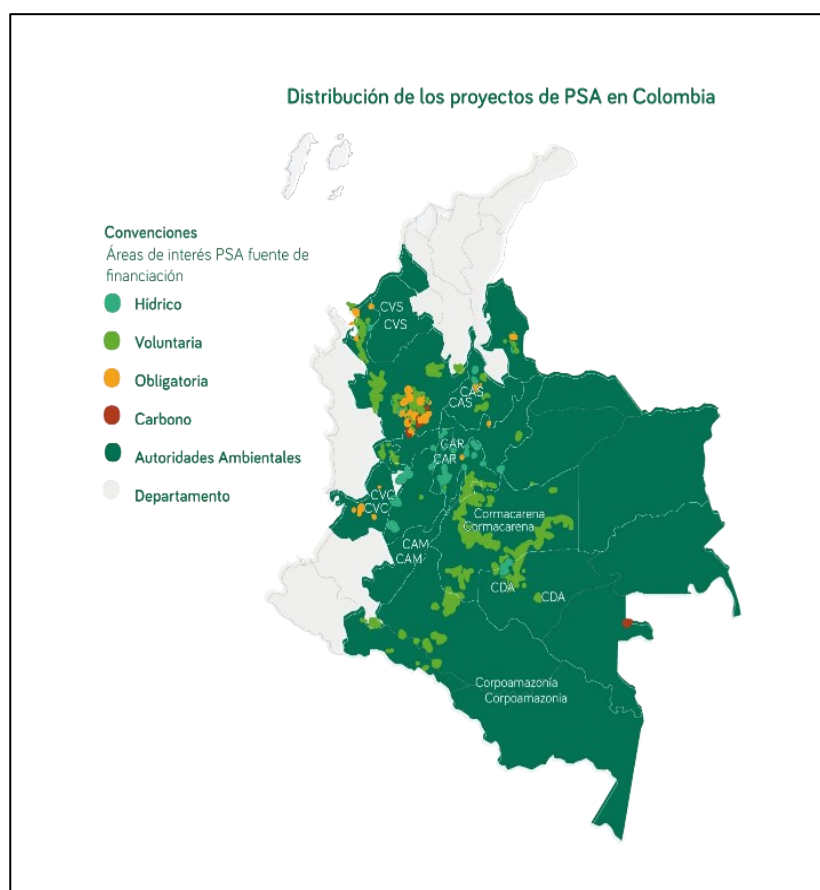 Distribución de los proyectos de PSA en Colombia
Convenciones
Áreas de interés PSA fuente de
financiación
Hídrico
Voluntaria
Obligatoria
Carbono
Autoridades Ambientales
Departamento
CVS
CVS
CAS
CAS
CAR
CAR
CVC
CVC
Cormacarena
Cormacarena
CAM
CAM
CDA
CDA
Corpoamazonía
Corpoamazonía